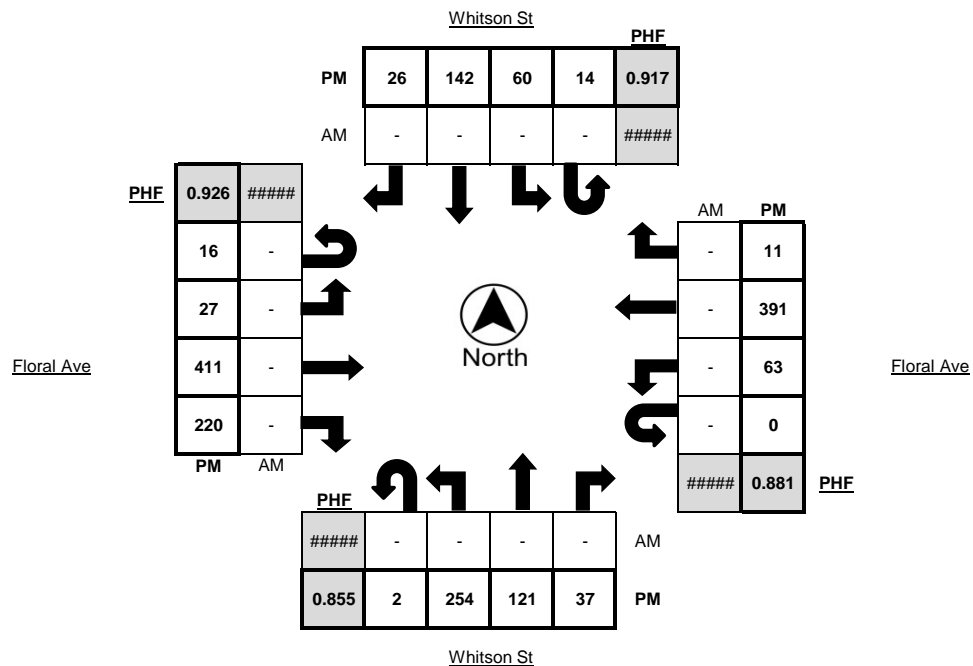 Whitson St
PHF
PM 26 142 60 14 0.917
AM - - - - #####
PHF 0.926 #####
AM PM
16 -
- 11
27 -
- 391
North
Floral Ave 411 -
- 63 Floral Ave
220 -
- 0
PM AM
##### 0.881 PHF
PHF
##### - - - - AM
0.855 2 254 121 37 PM
Whitson St